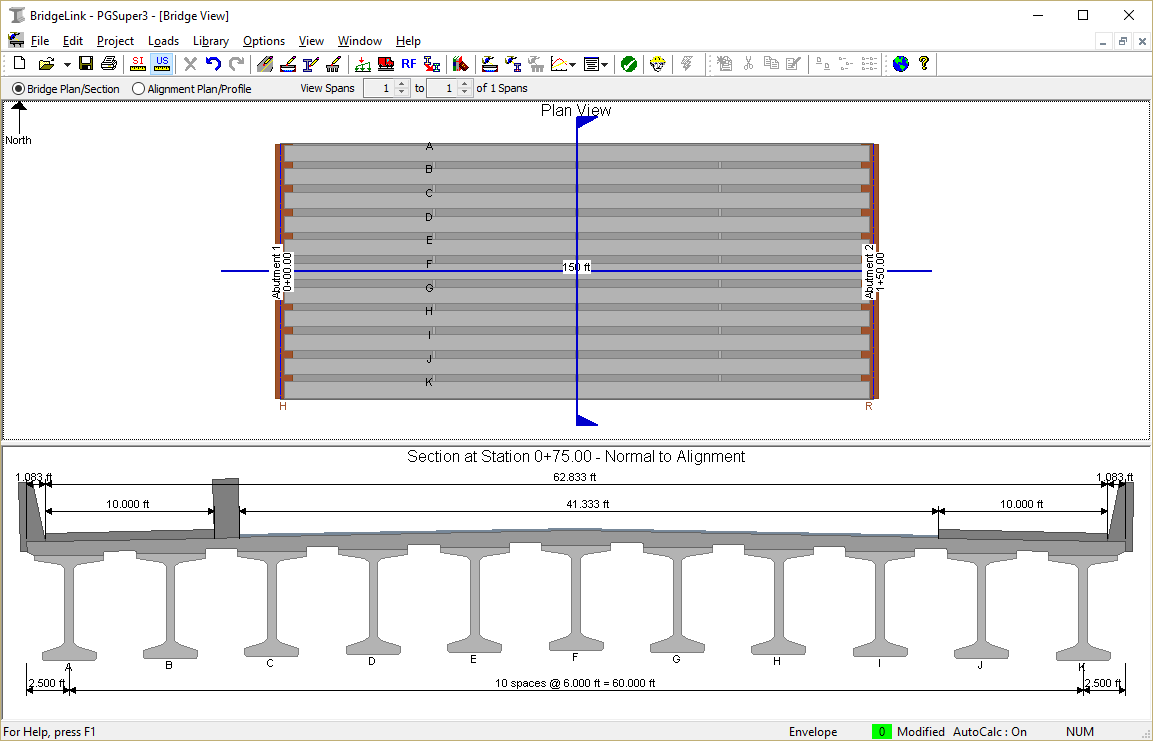 BridgeLink - PGSuper3 - [Bridge View]
File Edit Project Loads Library Options View Window Help
SI US RF
Bridge Plan/Section Alignment Plan/Profile View Spans 1 to 1 of 1 Spans
Plan View
North
A
B
C
D
E
F
G
H
I
J
K
Abutment 1
0+00.00
150 ft
Abutment 2
1+50.00
H R
Section at Station 0+75.00 - Normal to Alignment
1.083 ft 62.833 ft 1.083 ft
10.000 ft 41.333 ft 10.000 ft
A B C D E F G H I J K
2.500 ft 10 spaces @ 6.000 ft = 60.000 ft 2.500 ft
For Help, press F1 Envelope 0 Modified AutoCalc : On NUM